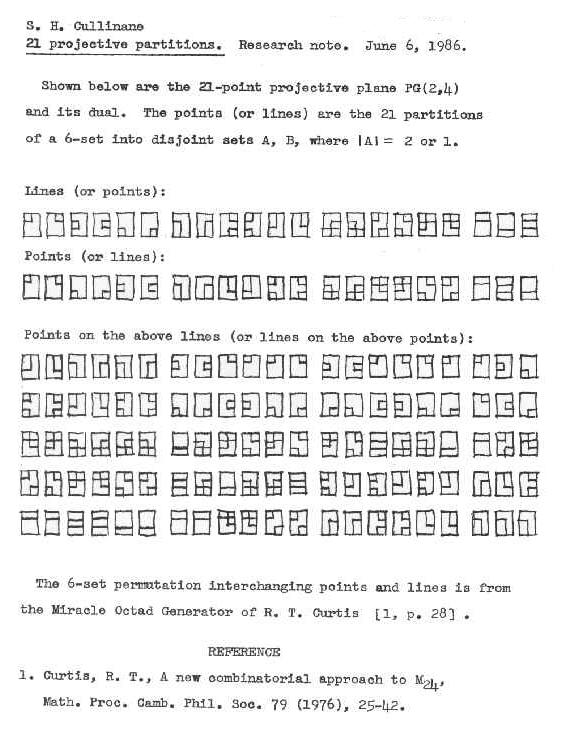 S. H. Cullinane
21 projective partitions. Research note. June 6, 1986.
Shown below are the 21-point projective plane PG(2,4)
and its dual. The points (or lines) are the 21 partitions
of a 6-set into disjoint sets A, B, where |A| = 2 or 1.
Lines (or points):
Points (or lines):
Points on the above lines (or lines on the above points):
The 6-set permutation interchanging points and lines is from
the Miracle Octad Generator of R. T. Curtis [1, p. 28] .
REFERENCE
1. Curtis, R. T., A new combinatorial approach to M24,
Math. Proc. Camb. Phil. Soc. 79 (1976), 25-42.